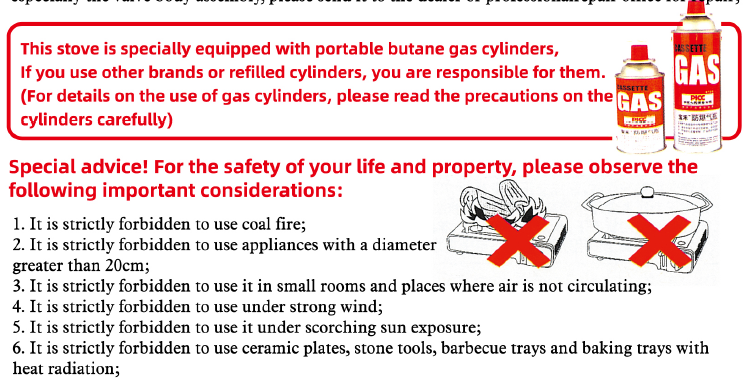 especially the valve body assembly, please send it to the dealer or professional repair office for repair;
This stove is specially equipped with portable butane gas cylinders,
If you use other brands or refilled cylinders, you are responsible for them.
(For details on the use of gas cylinders, please read the precautions on the
cylinders carefully)
CASSETTE
GAS
CASSETTE
GAS
Special advice! For the safety of your life and property, please observe the
following important considerations:
1. It is strictly forbidden to use coal fire;
2. It is strictly forbidden to use appliances with a diameter
greater than 20cm;
3. It is strictly forbidden to use it in small rooms and places where air is not circulating;
4. It is strictly forbidden to use under strong wind;
5. It is strictly forbidden to use it under scorching sun exposure;
6. It is strictly forbidden to use ceramic plates, stone tools, barbecue trays and baking trays with
heat radiation;